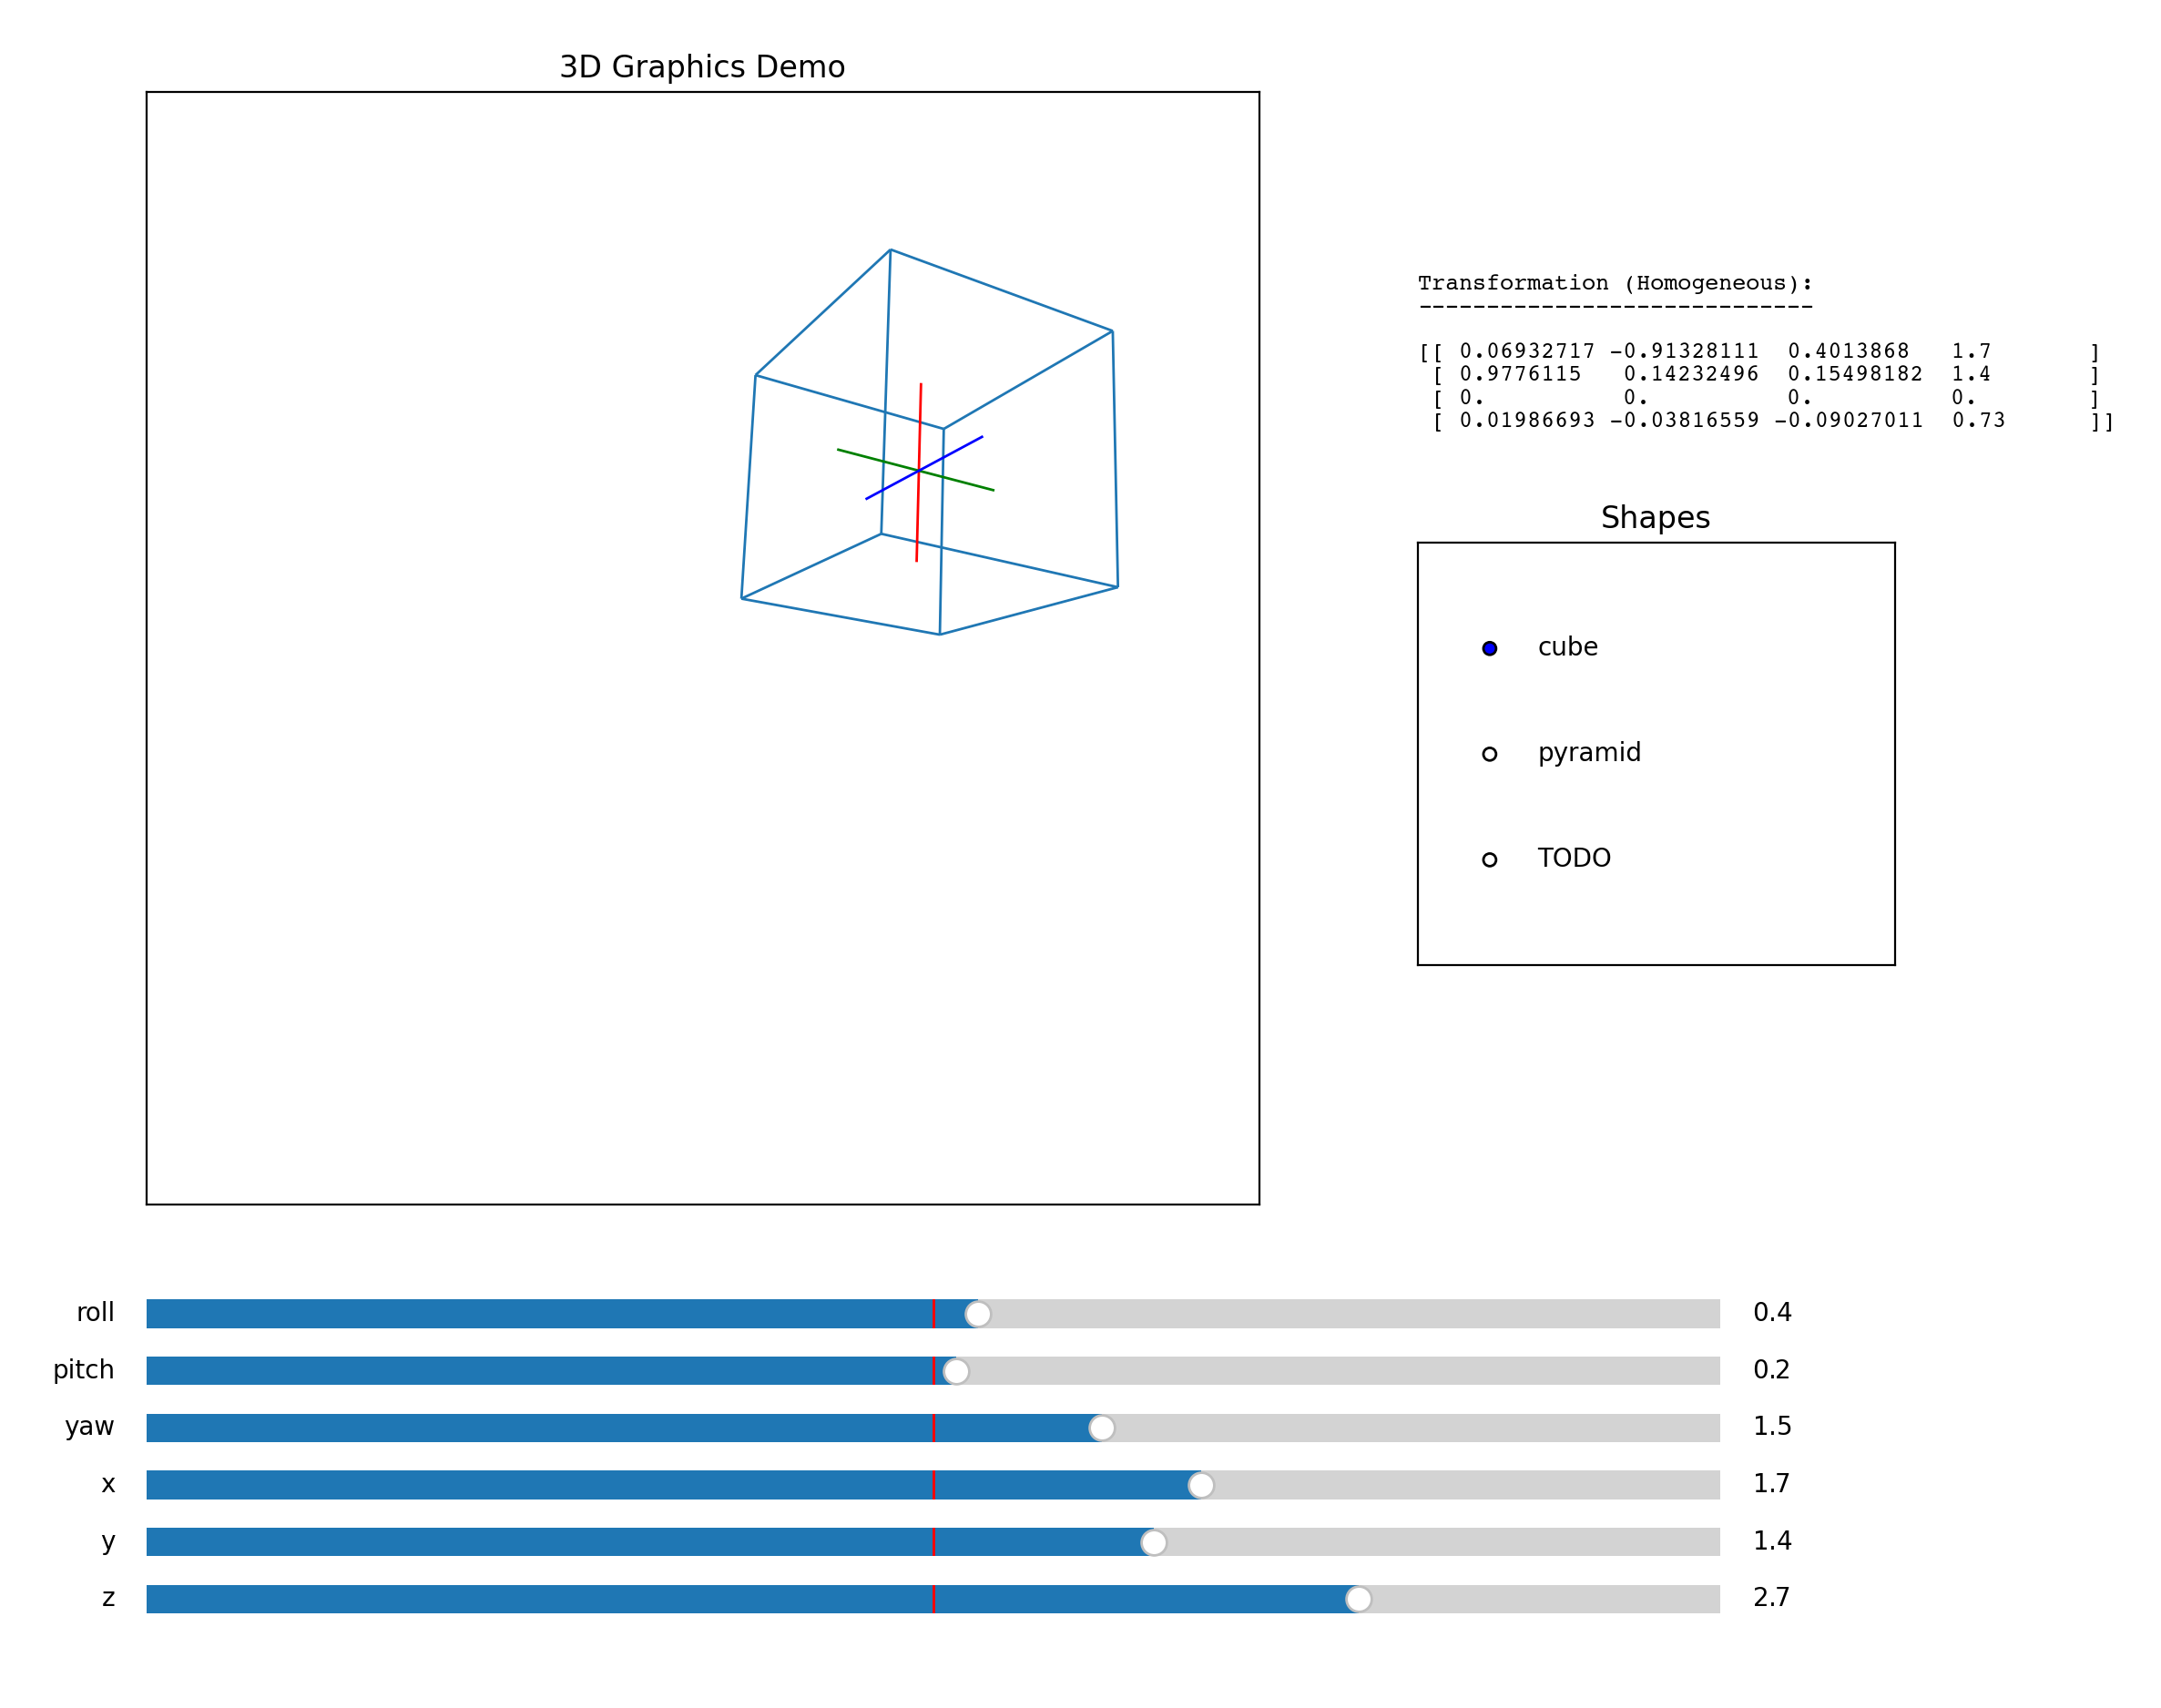 3D Graphics Demo
Transformation (Homogeneous):
-----------------------------
[[ 0.06932717 -0.91328111  0.4013868   1.7       ]
 [ 0.9776115   0.14232496  0.15498182  1.4       ]
 [ 0.          0.          0.          0.        ]
 [ 0.01986693 -0.03816559 -0.09027011  0.73      ]]
Shapes
cube
pyramid
TODO
roll 0.4
pitch 0.2
yaw 1.5
x 1.7
y 1.4
z 2.7